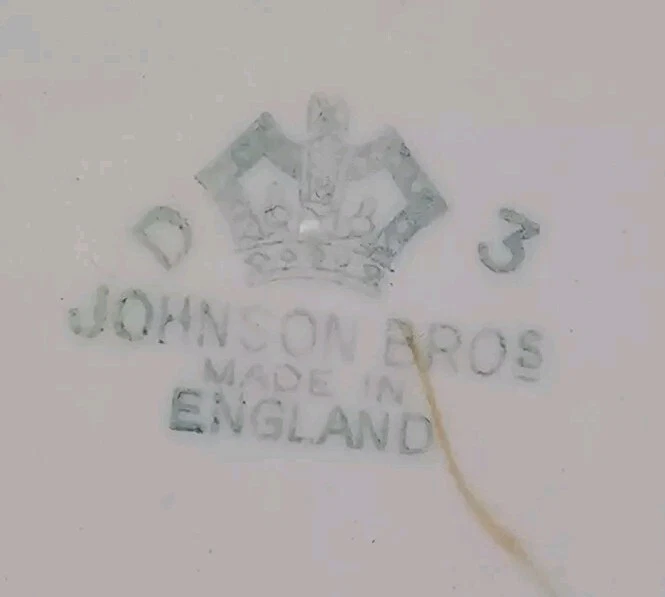 D 3
JOHNSON BROS
MADE IN
ENGLAND